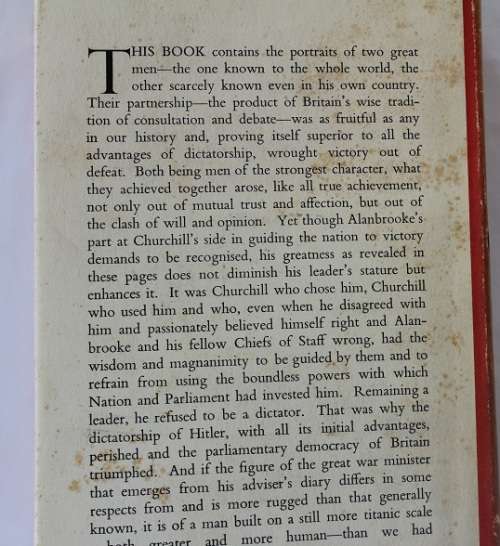 THIS BOOK contains the portraits of two great
men—the one known to the whole world, the
other scarcely known even in his own country.
Their partnership—the product of Britain's wise tradi-
tion of consultation and debate—was as fruitful as any
in our history and, proving itself superior to all the
advantages of dictatorship, wrought victory out of
defeat. Both being men of the strongest character, what
they achieved together arose, like all true achievement,
not only out of mutual trust and affection, but out of
the clash of will and opinion. Yet though Alanbrooke's
part at Churchill's side in guiding the nation to victory
demands to be recognised, his greatness as revealed in
these pages does not diminish his leader's stature but
enhances it. It was Churchill who chose him, Churchill
who used him and who, even when he disagreed with
him and passionately believed himself right and Alan-
brooke and his fellow Chiefs of Staff wrong, had the
wisdom and magnanimity to be guided by them and to
refrain from using the boundless powers with which
Nation and Parliament had invested him. Remaining a
leader, he refused to be a dictator. That was why the
dictatorship of Hitler, with all its initial advantages,
perished and the parliamentary democracy of Britain
triumphed. And if the figure of the great war minister
that emerges from his adviser's diary differs in some
respects from and is more rugged than that generally
known, it is of a man built on a still more titanic scale
both greater and more human—than we had